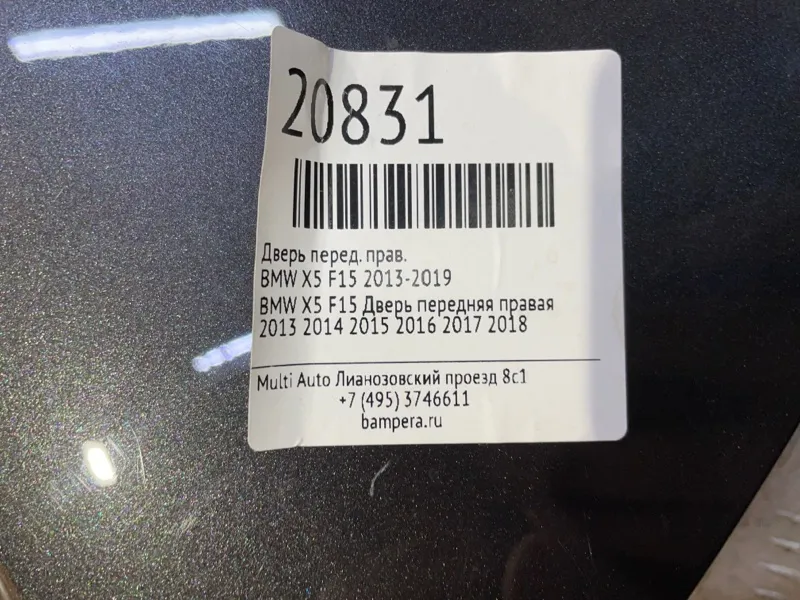 20831
Дверь перед. прав.
BMW X5 F15 2013-2019
BMW X5 F15 Дверь передняя правая
2013 2014 2015 2016 2017 2018
Multi Auto Лианозовский проезд 8с1
+7 (495) 3746611
bampera.ru